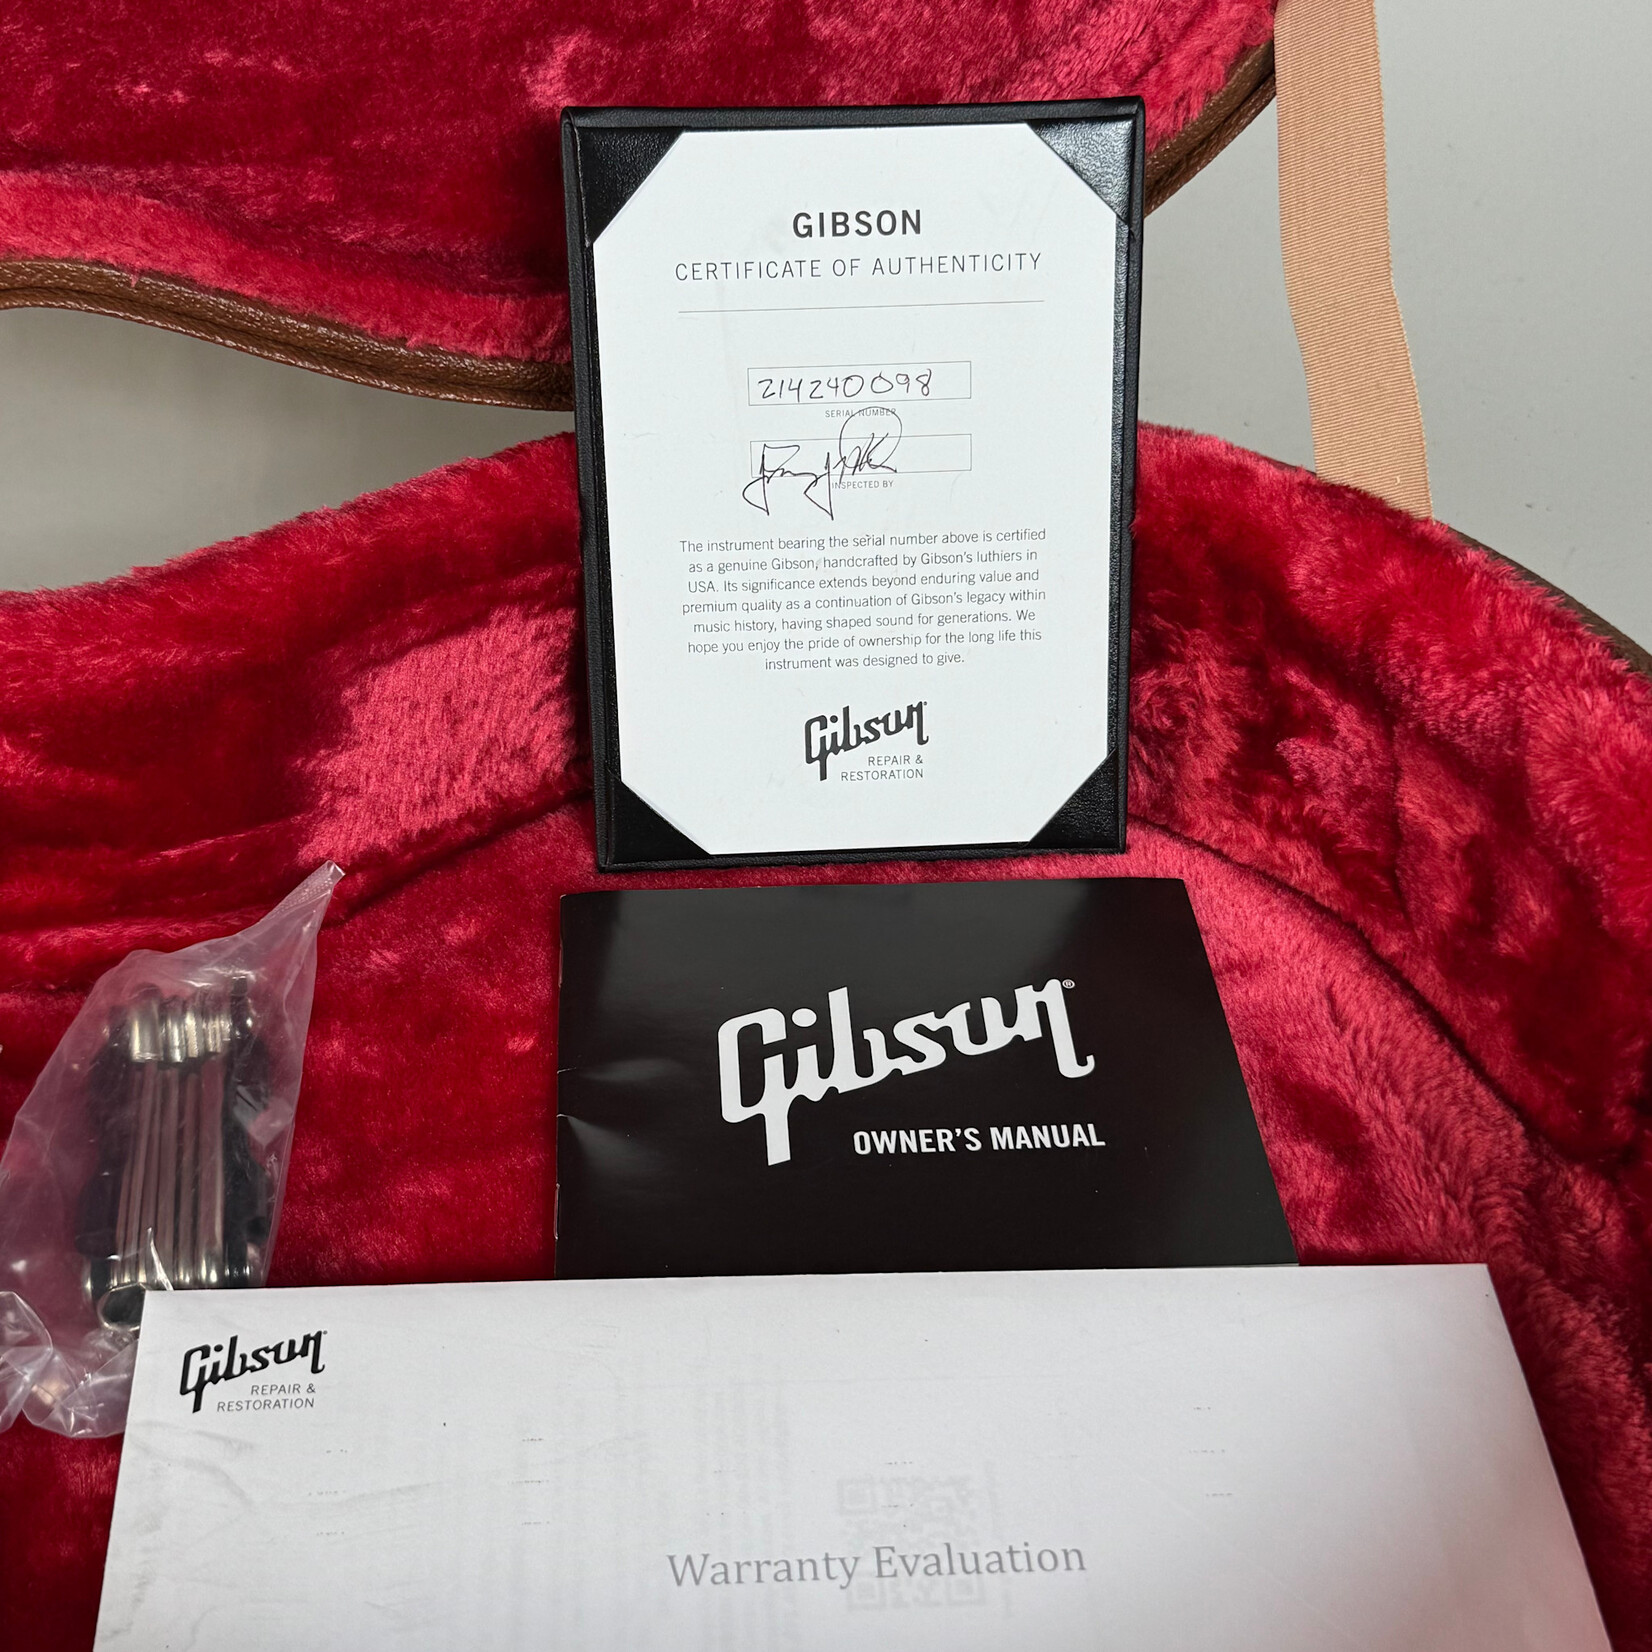 GIBSON
CERTIFICATE OF AUTHENTICITY
214240098
SERIAL NUMBER
INSPECTED BY
The instrument bearing the serial number above is certified
as a genuine Gibson, handcrafted by Gibson's luthiers in
USA. Its significance extends beyond enduring value and
premium quality as a continuation of Gibson's legacy within
music history, having shaped sound for generations. We
hope you enjoy the pride of ownership for the long life this
instrument was designed to give.
Gibson
REPAIR &
RESTORATION
Gibson®
OWNER'S MANUAL
Gibson
REPAIR &
RESTORATION
Warranty Evaluation